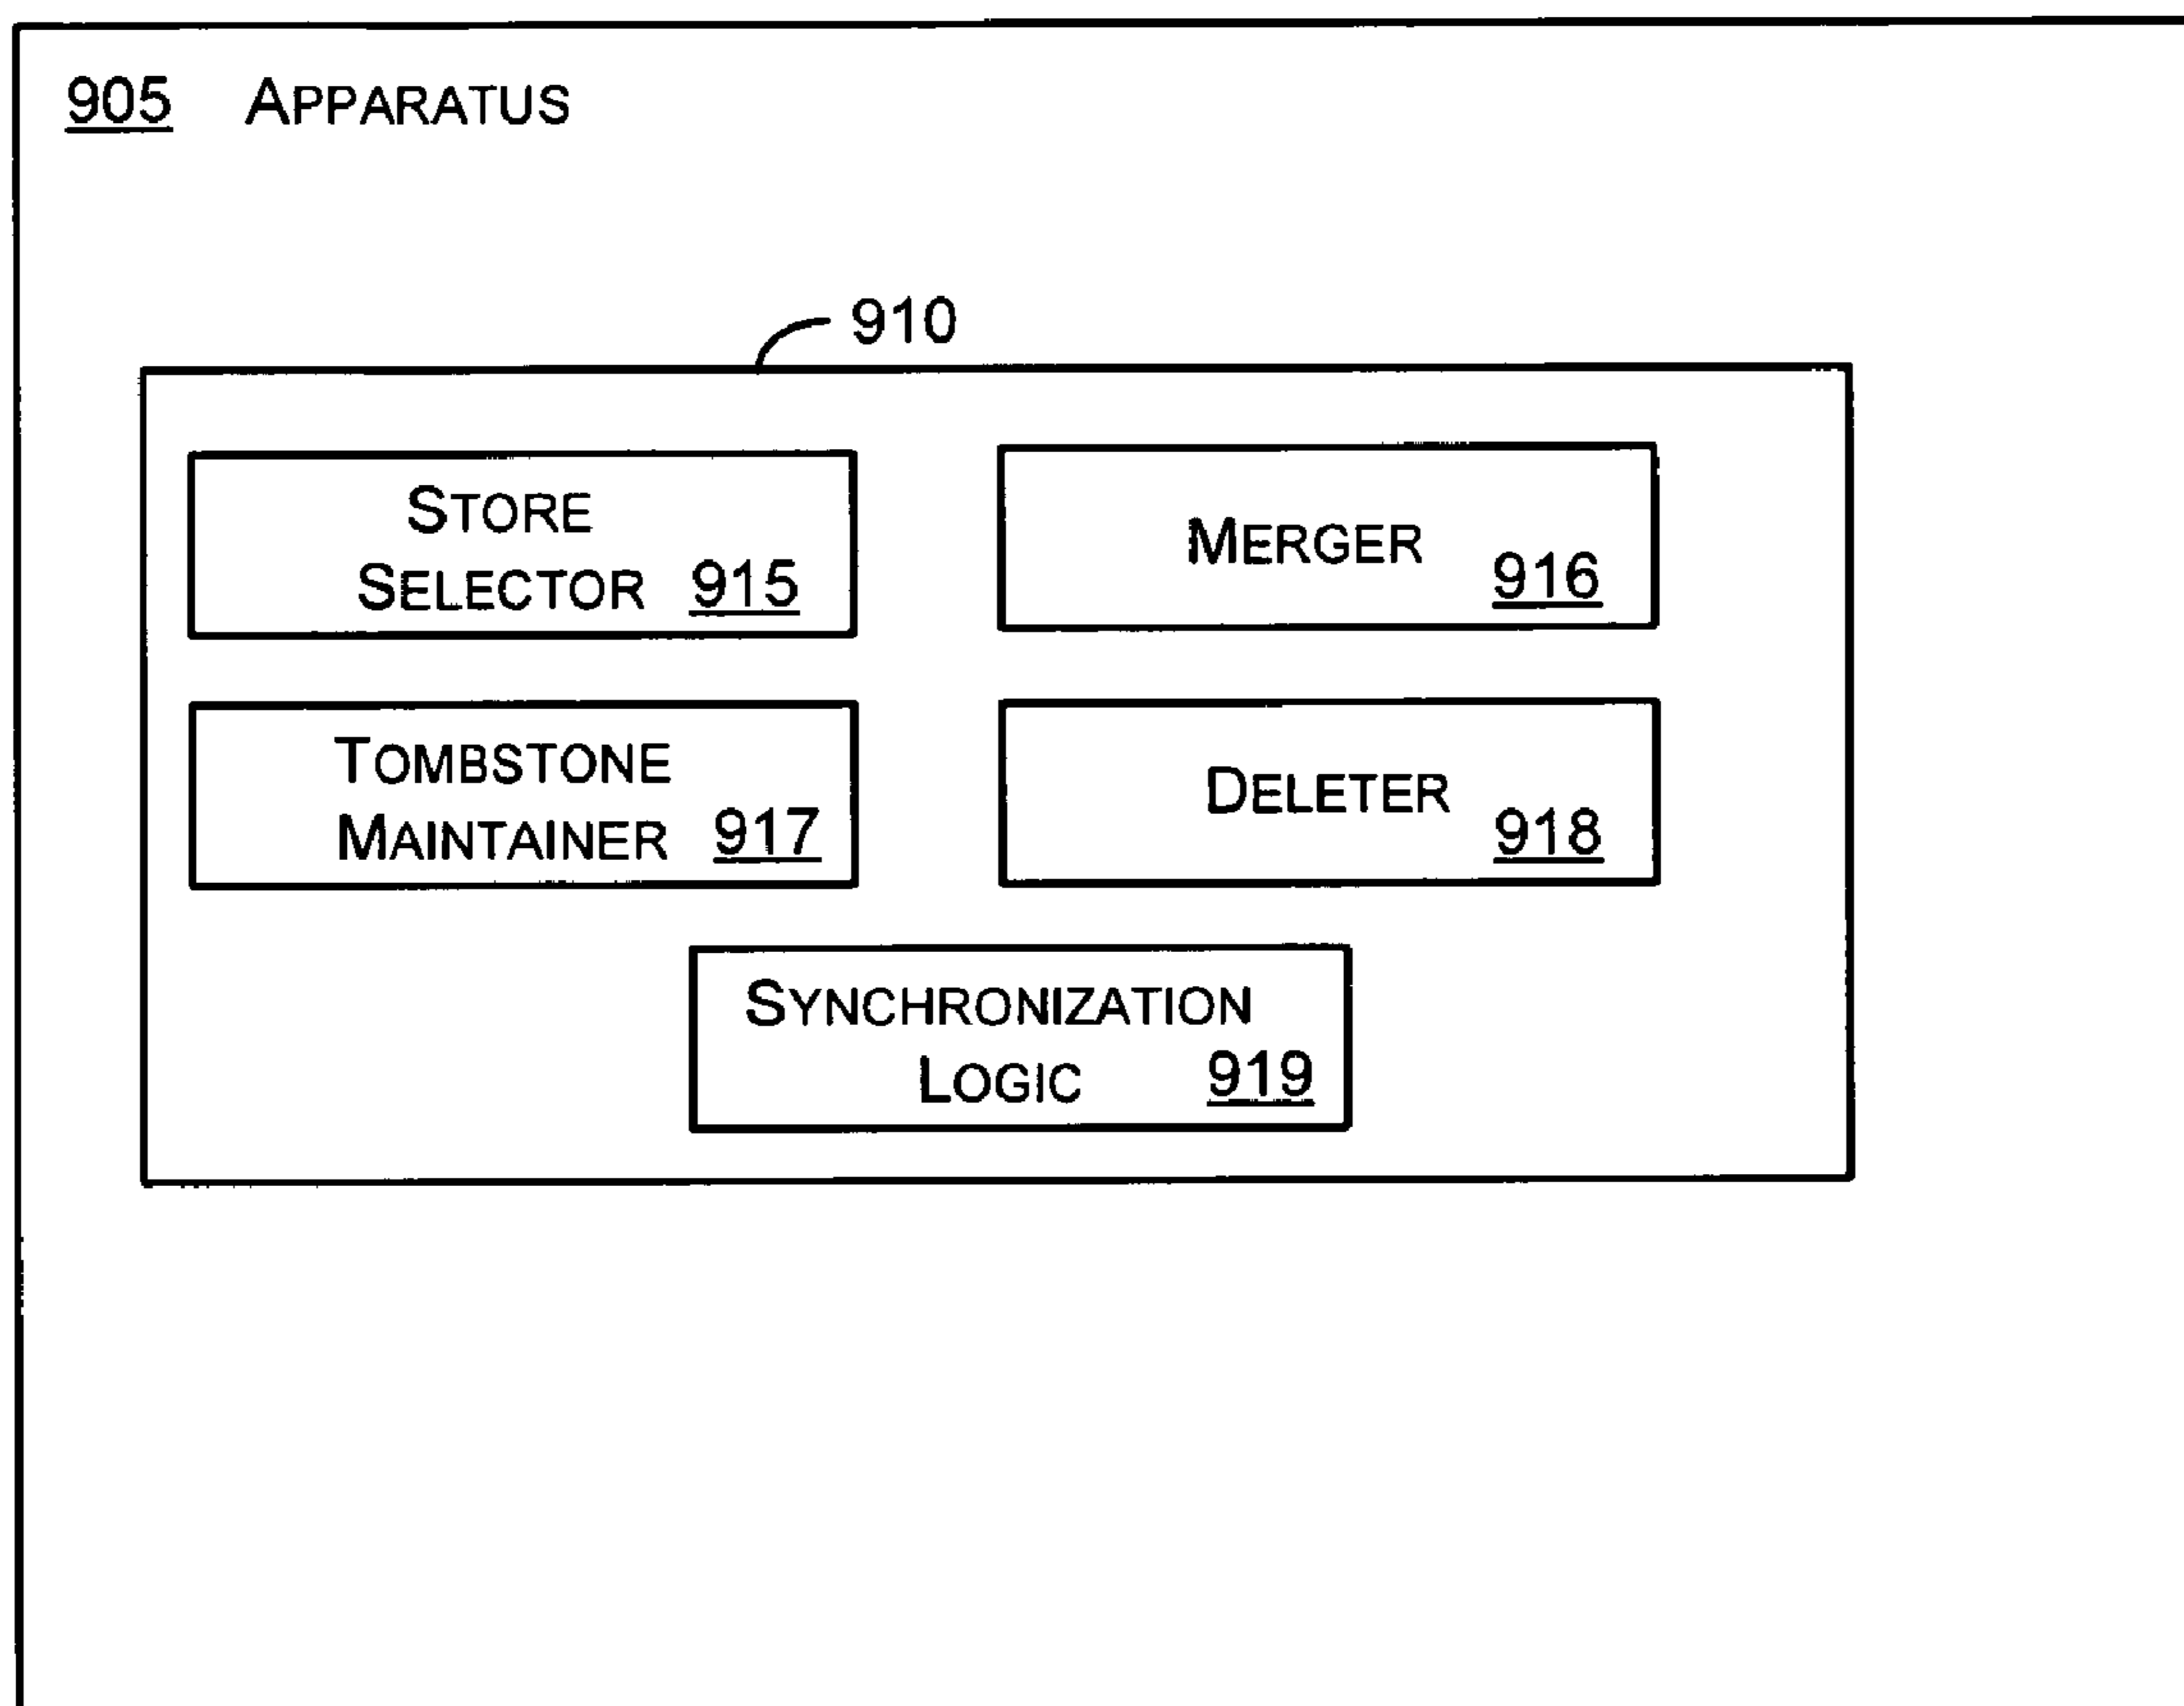 905 APPARATUS
910
STORE
SELECTOR 915
MERGER
916
TOMBSTONE
MAINTAINER 917
DELETER
918
SYNCHRONIZATION
LOGIC 919